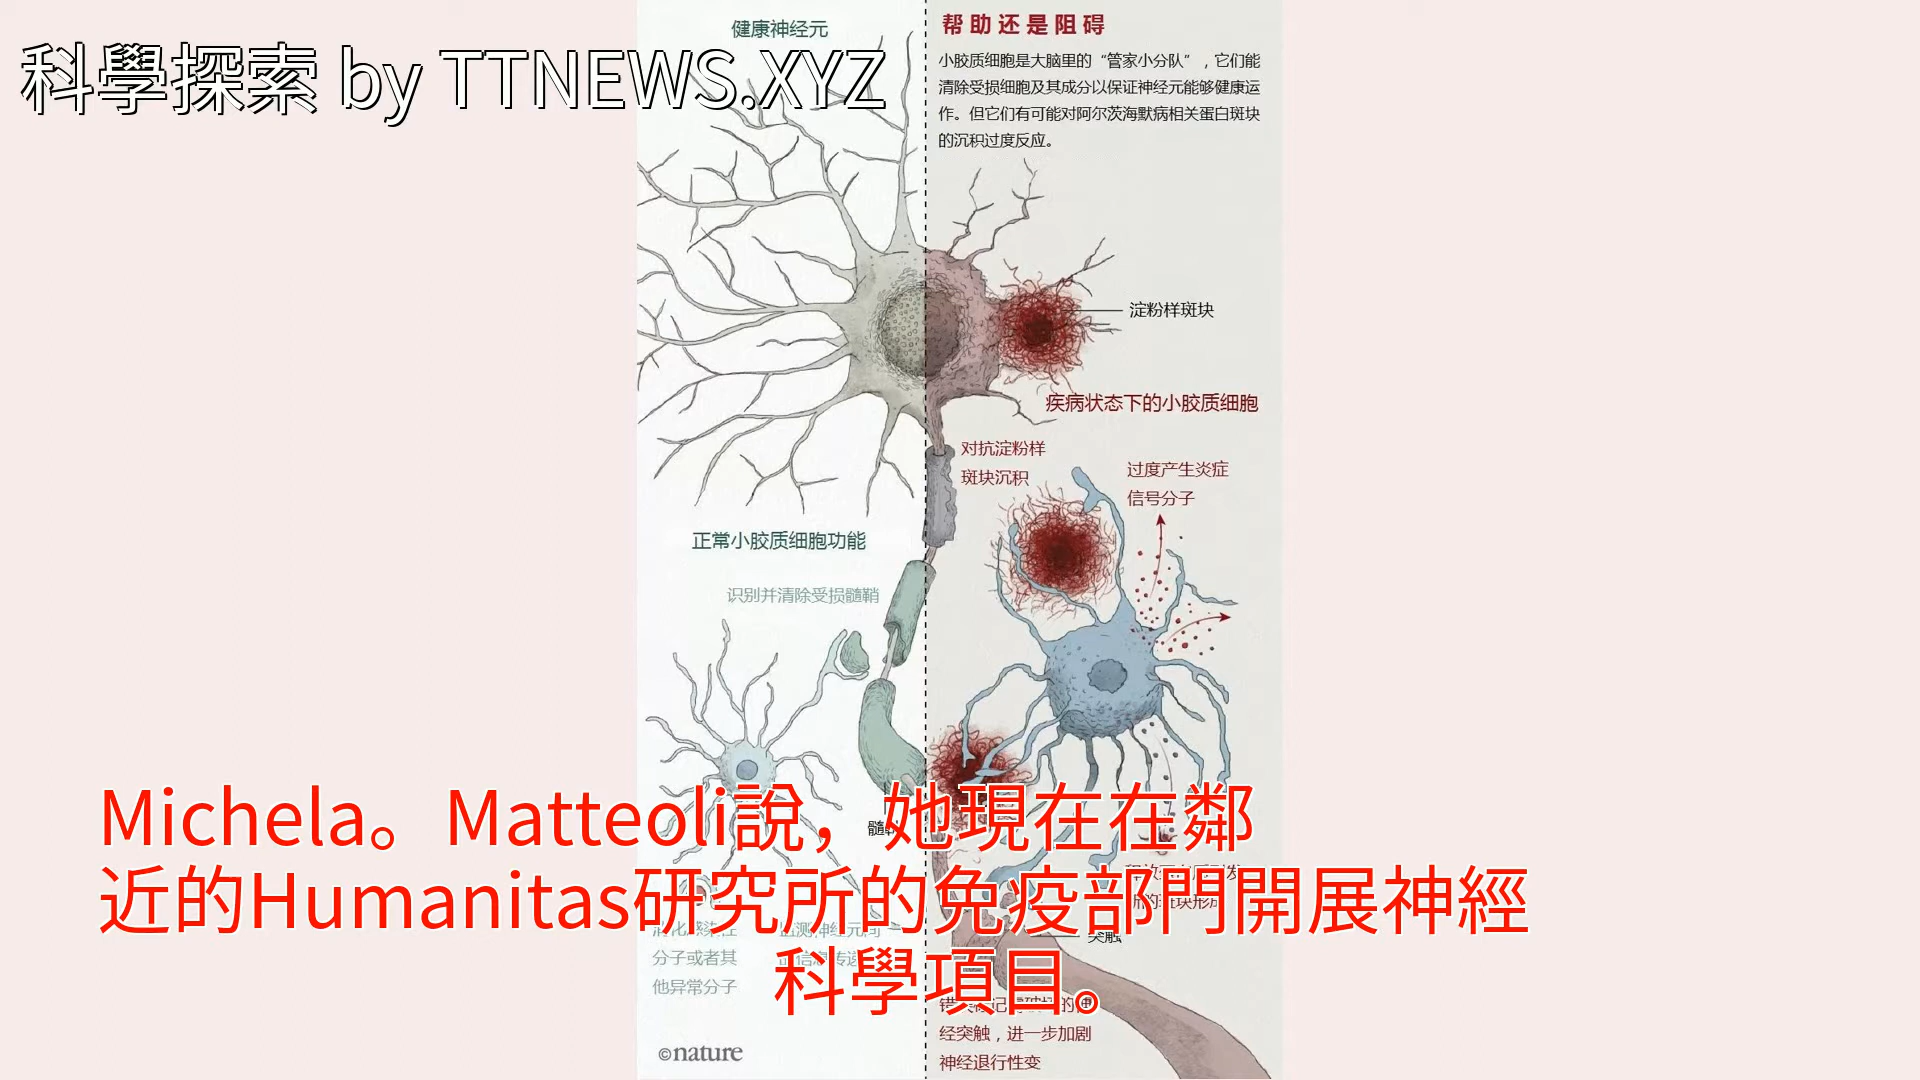 科學探索 by TTNEWS.XYZ
健康神经元
帮助还是阻碍
小胶质细胞是大脑里的“管家小分队”，它们能
清除受损细胞及其成分以保证神经元能够健康运
作。但它们有可能对阿尔茨海默病相关蛋白斑块
的沉积过度反应。
淀粉样斑块
疾病状态下的小胶质细胞
对抗淀粉样
斑块沉积
过度产生炎症
信号分子
正常小胶质细胞功能
识别并清除受损髓鞘
Michela。Matteoli說，她現在在鄰
近的Humanitas研究所的免疫部門開展神經
科學項目。
髓鞘
突触
分子或者其
他异常分子
经突触，进一步加剧
神经退行性变
©nature